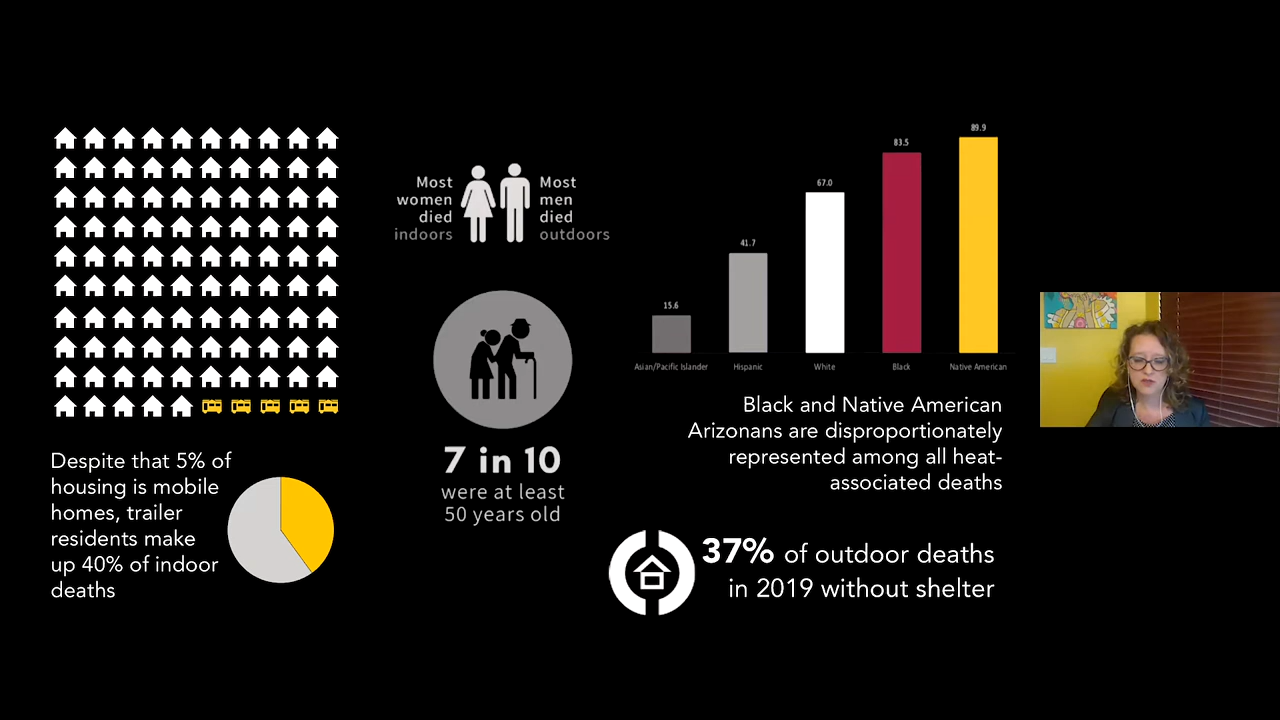 Despite that 5% of
housing is mobile
homes, trailer
residents make
up 40% of indoor
deaths
Most
women
died
indoors
Most
men
died
outdoors
7 in 10
were at least
50 years old
15.6
41.7
67.0
83.5
89.9
Asian/Pacific Islander
Hispanic
White
Black
Native American
Black and Native American
Arizonans are disproportionately
represented among all heat-
associated deaths
37% of outdoor deaths
in 2019 without shelter